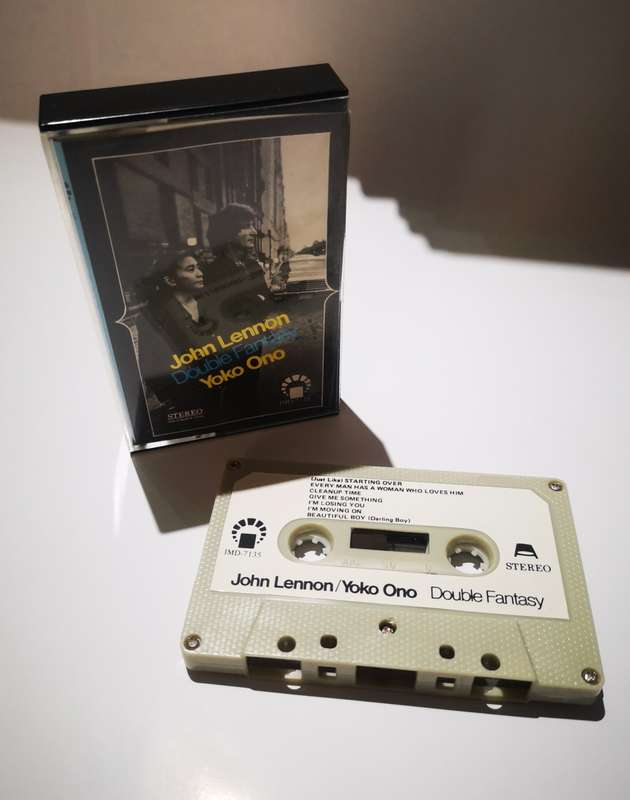 John Lennon
Double Fantasy
Yoko Ono
STEREO
(Just Like) STARTING OVER
EVERY MAN HAS A WOMAN WHO LOVES HIM
CLEANUP TIME
GIVE ME SOMETHING
I'M LOSING YOU
I'M MOVING ON
BEAUTIFUL BOY (Darling Boy)
IMD-7135
A
STEREO
John Lennon/Yoko Ono Double Fantasy